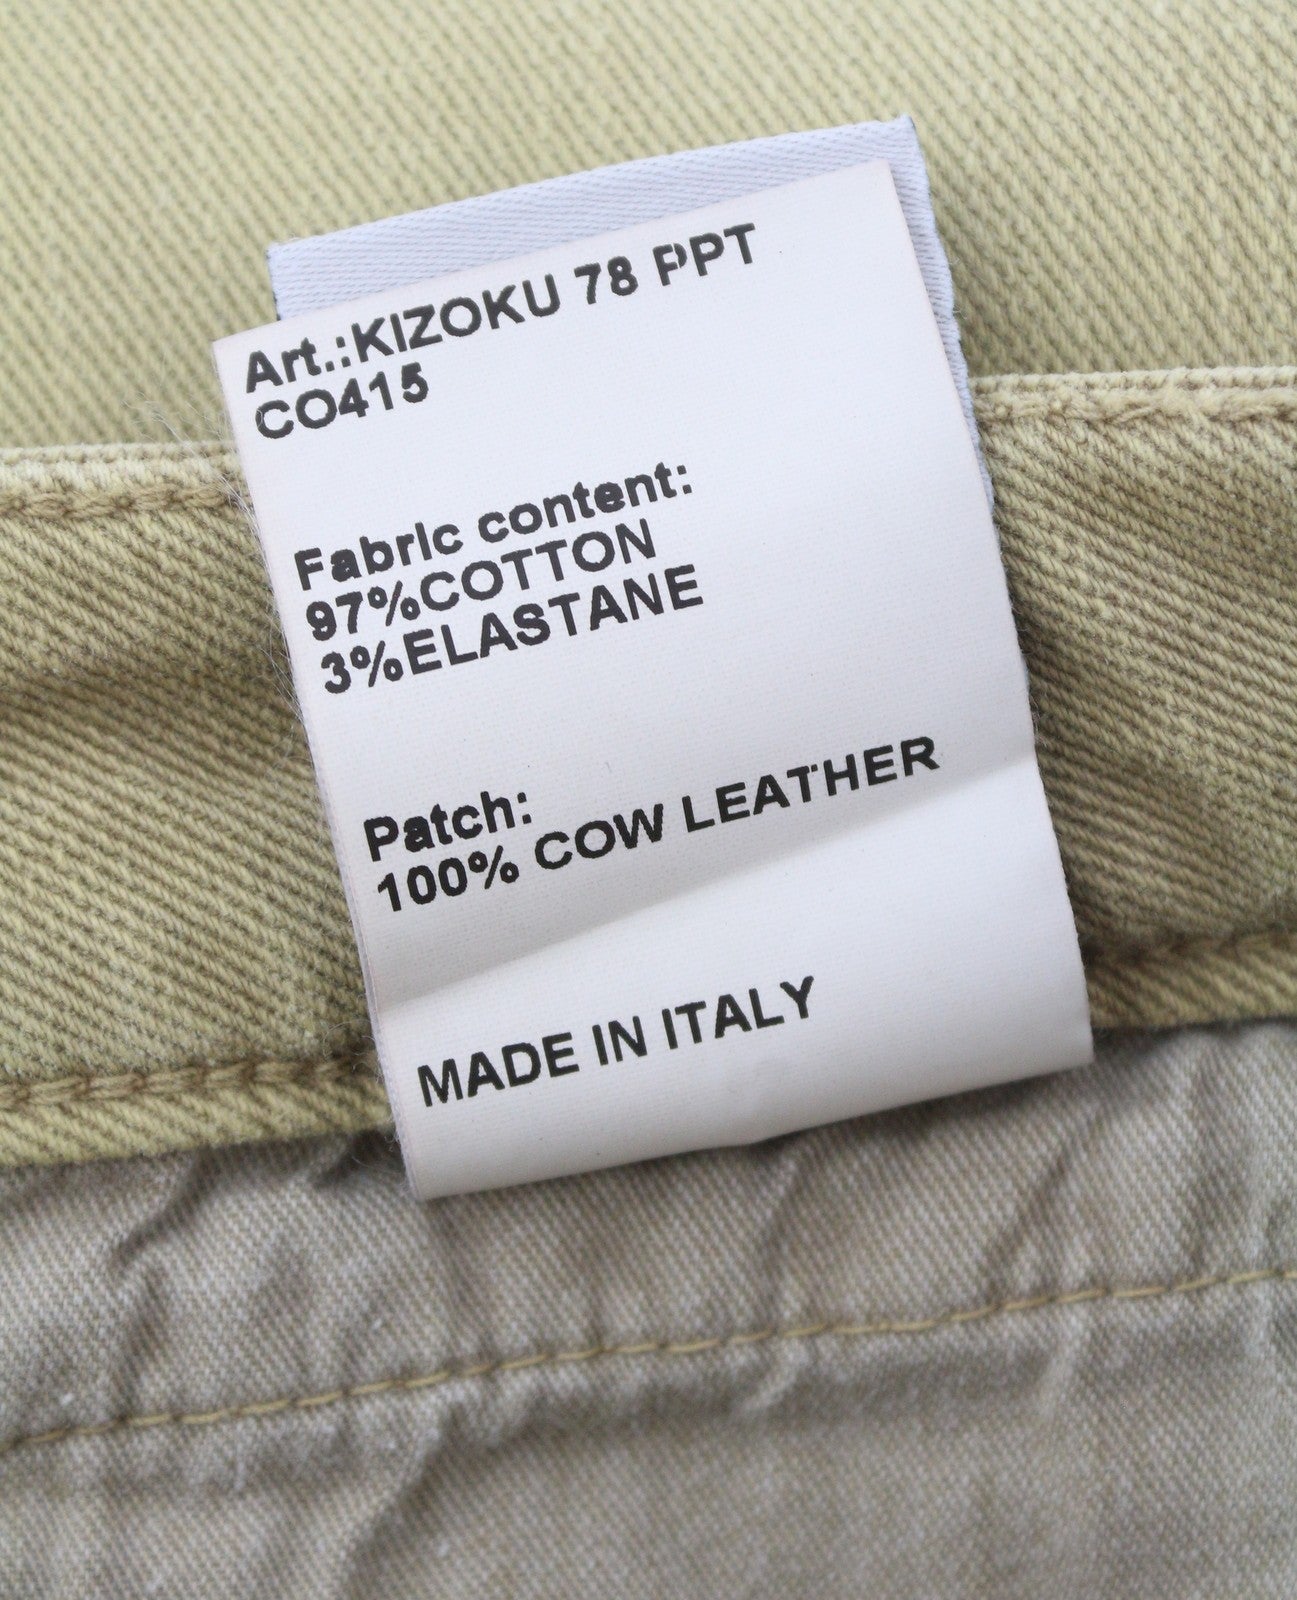 Art.:KIZOKU 78 PPT
CO415
Fabric content:
97%COTTON
3%ELASTANE
Patch:
100% COW LEATHER
MADE IN ITALY